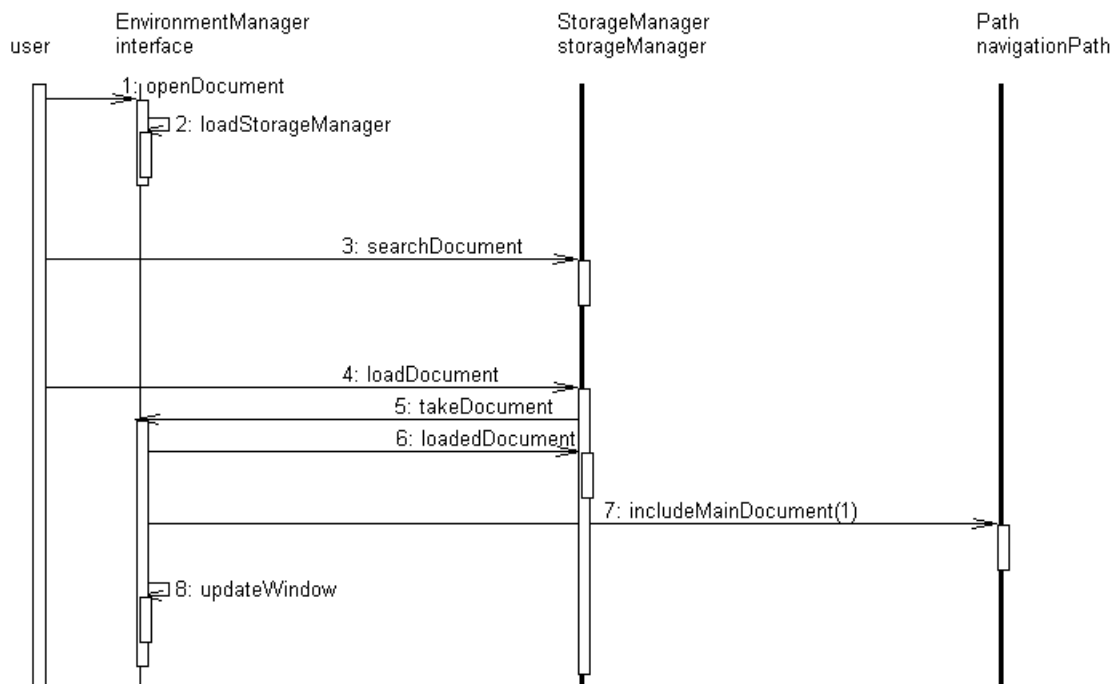 EnvironmentManager
StorageManager
Path
user
interface
storageManager
navigationPath
1: openDocument
2: loadStorageManager
3: searchDocument
4: loadDocument
5: takeDocument
6: loadedDocument
7: includeMainDocument(1)
8: updateWindow